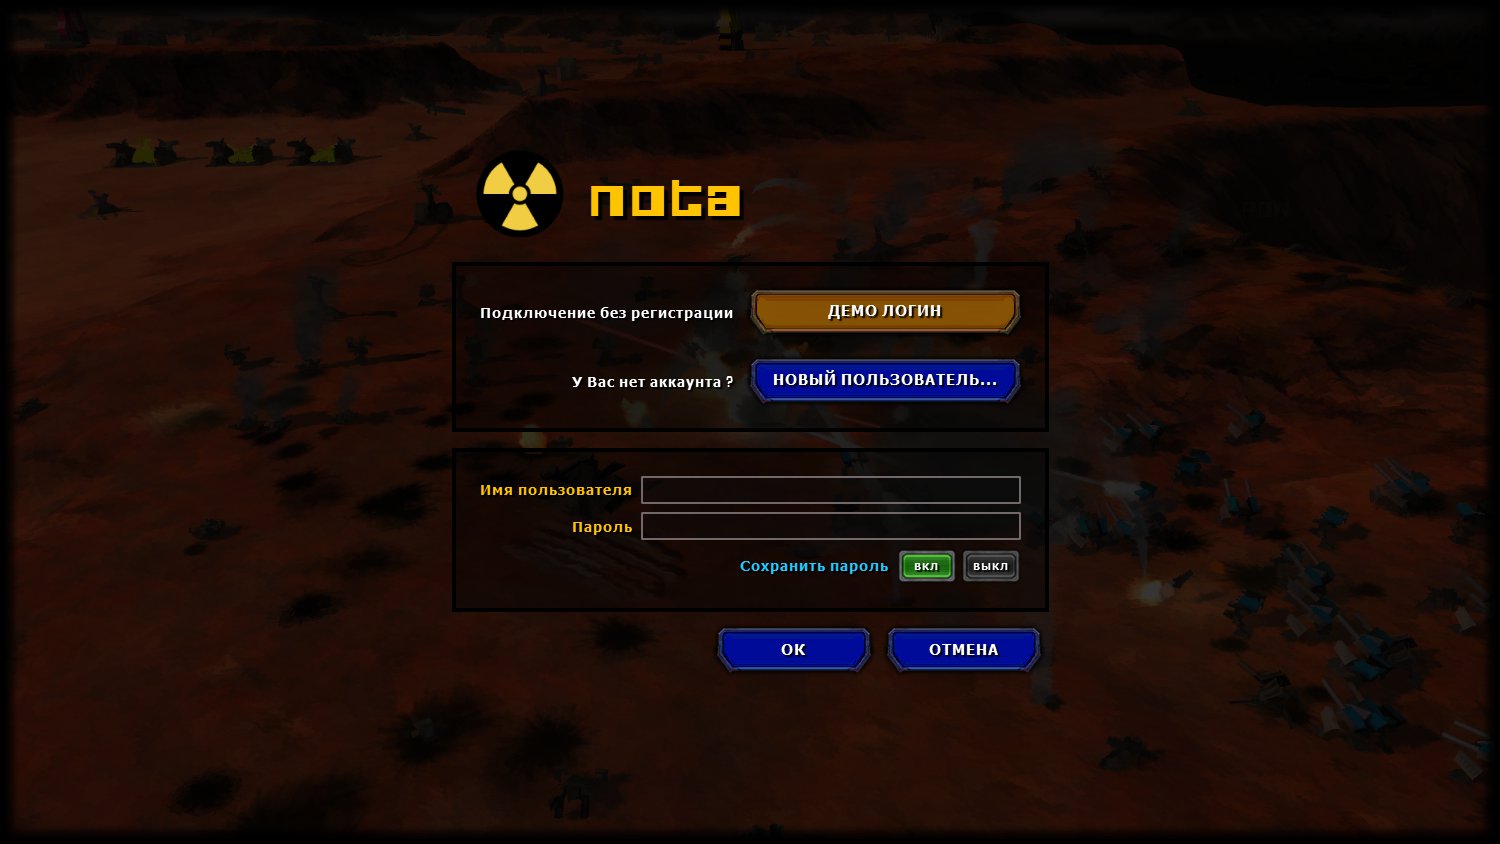 nota
Подключение без регистрации
ДЕМО ЛОГИН
У Вас нет аккаунта ?
НОВЫЙ ПОЛЬЗОВАТЕЛЬ...
Имя пользователя
Пароль
Сохранить пароль
ВКЛ
ВЫКЛ
ОК
ОТМЕНА